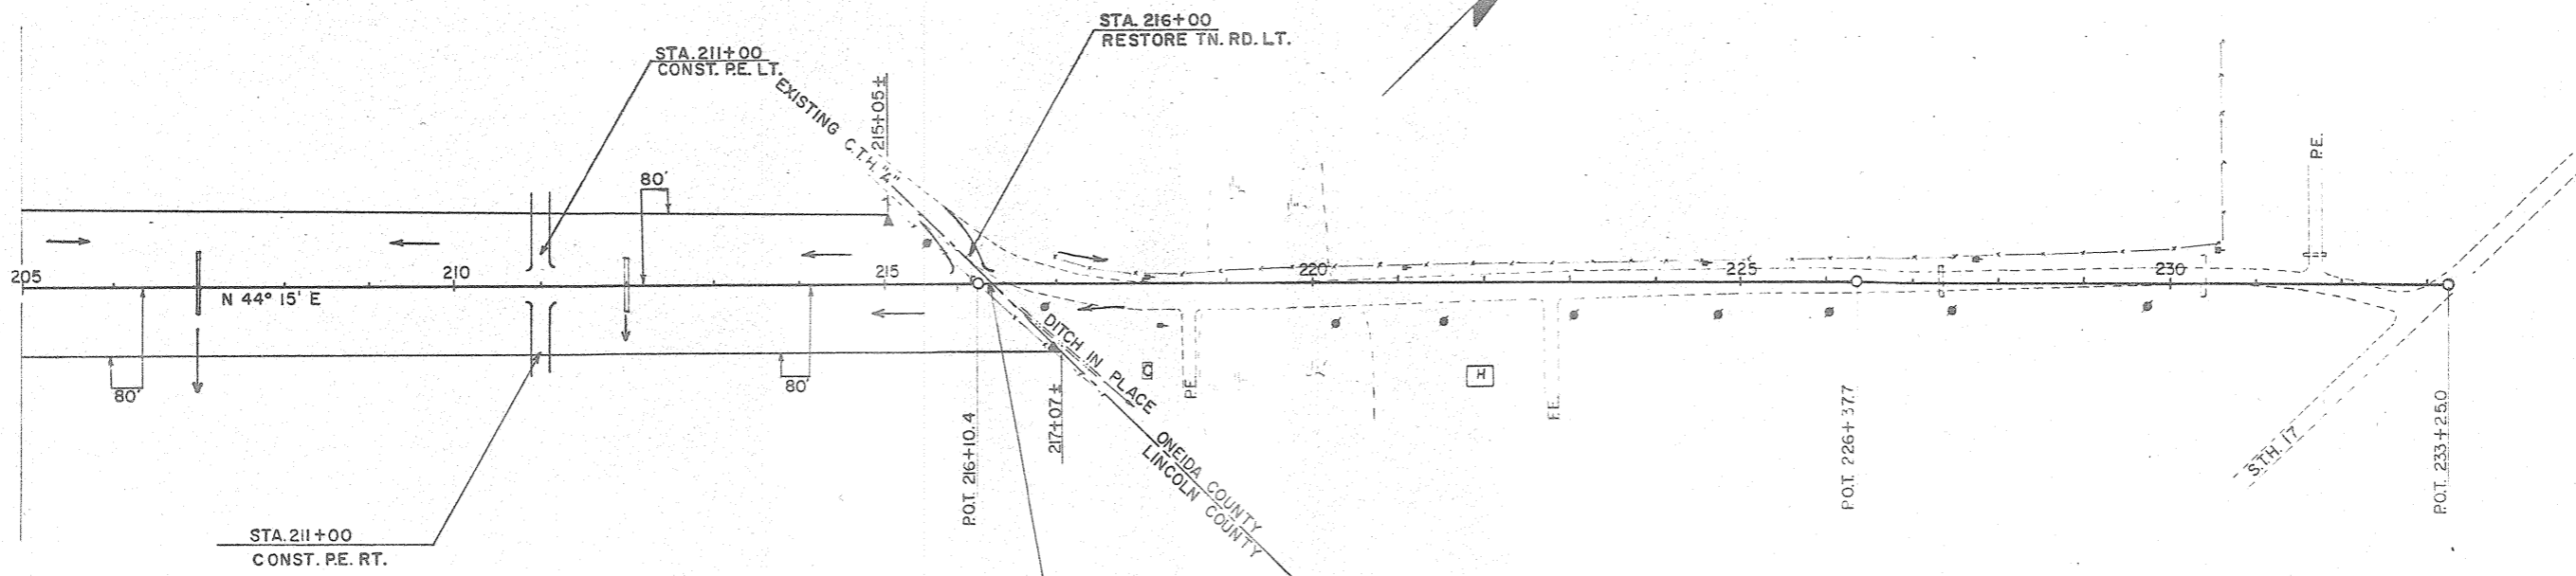 STA. 216+00
RESTORE TN. RD. LT.
STA. 211+00
CONST. P.E. LT.
EXISTING C.T.H. "A"
215+05±
80'
P.E.
205
210
215
220
225
230
N 44° 15' E
80'
80'
DITCH IN PLACE
H
P.E.
P.E.
217+07±
P.O.T. 216+10.4
P.O.T. 226+37.7
P.O.T. 233+25.0
ONEIDA COUNTY
LINCOLN COUNTY
S.T.H. 17
STA. 211+00
CONST. P.E. RT.